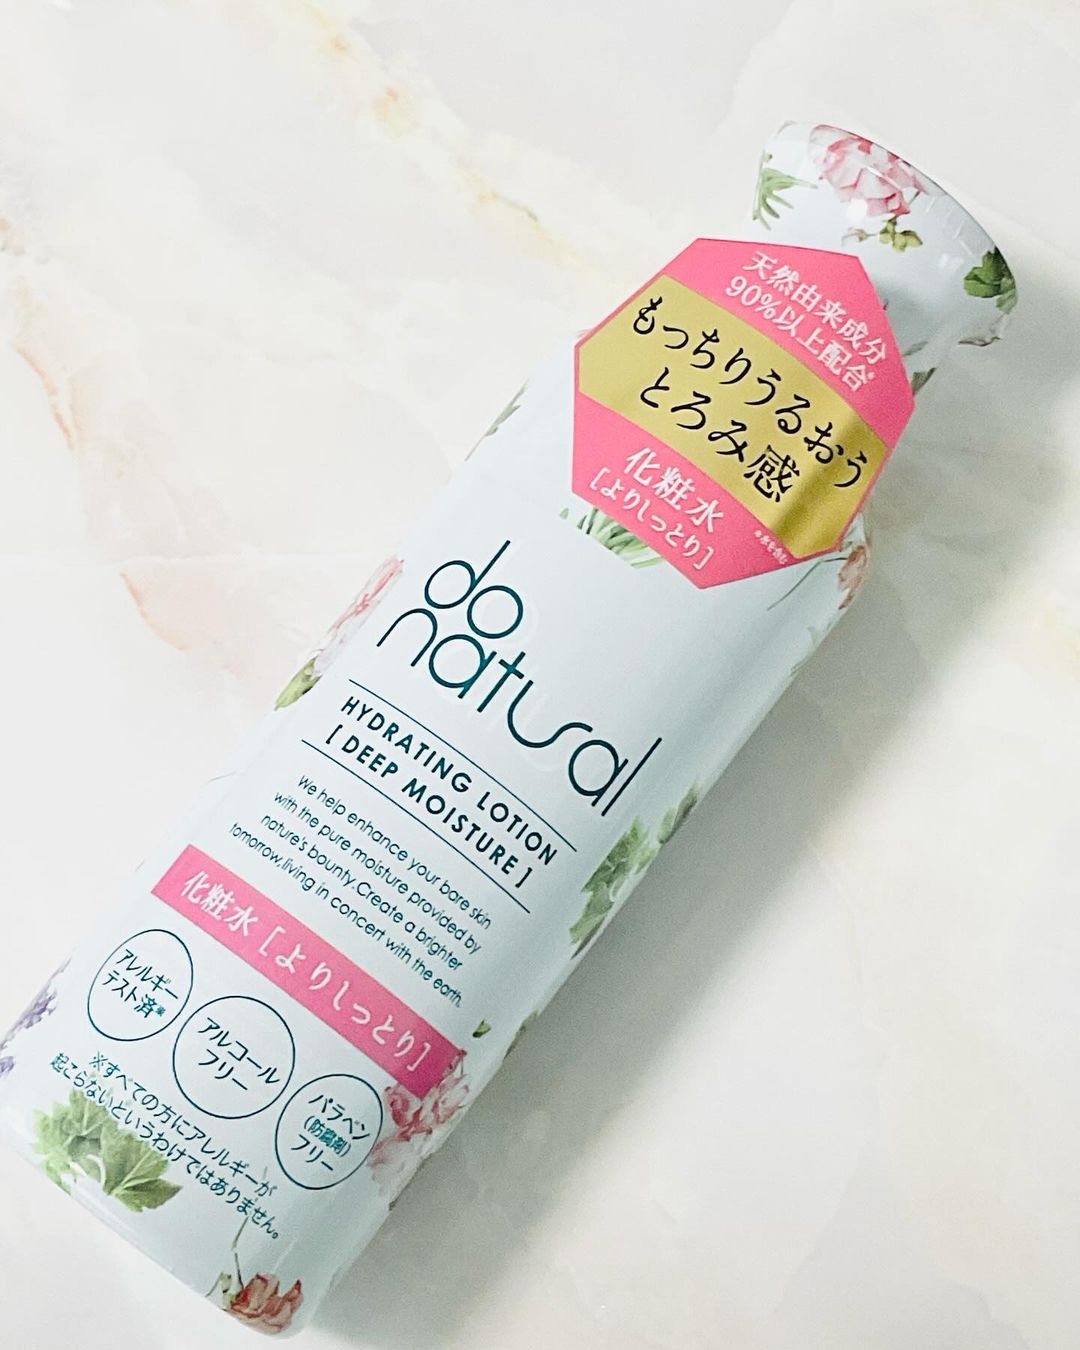 天然由来成分
90%以上配合*
もっちりうるおう
とろみ感
化粧水
[よりしっとり]
*水を含む
do
natural
HYDRATING LOTION
[ DEEP MOISTURE ]
We help enhance your bare skin
with the pure moisture provided by
nature's bounty.Create a brighter
tomorrow,living in concert with the earth.
化粧水 [よりしっとり]
アレルギー
テスト済※
アルコール
フリー
パラベン
(防腐剤)
フリー
※すべての方にアレルギーが
起こらないというわけではありません。